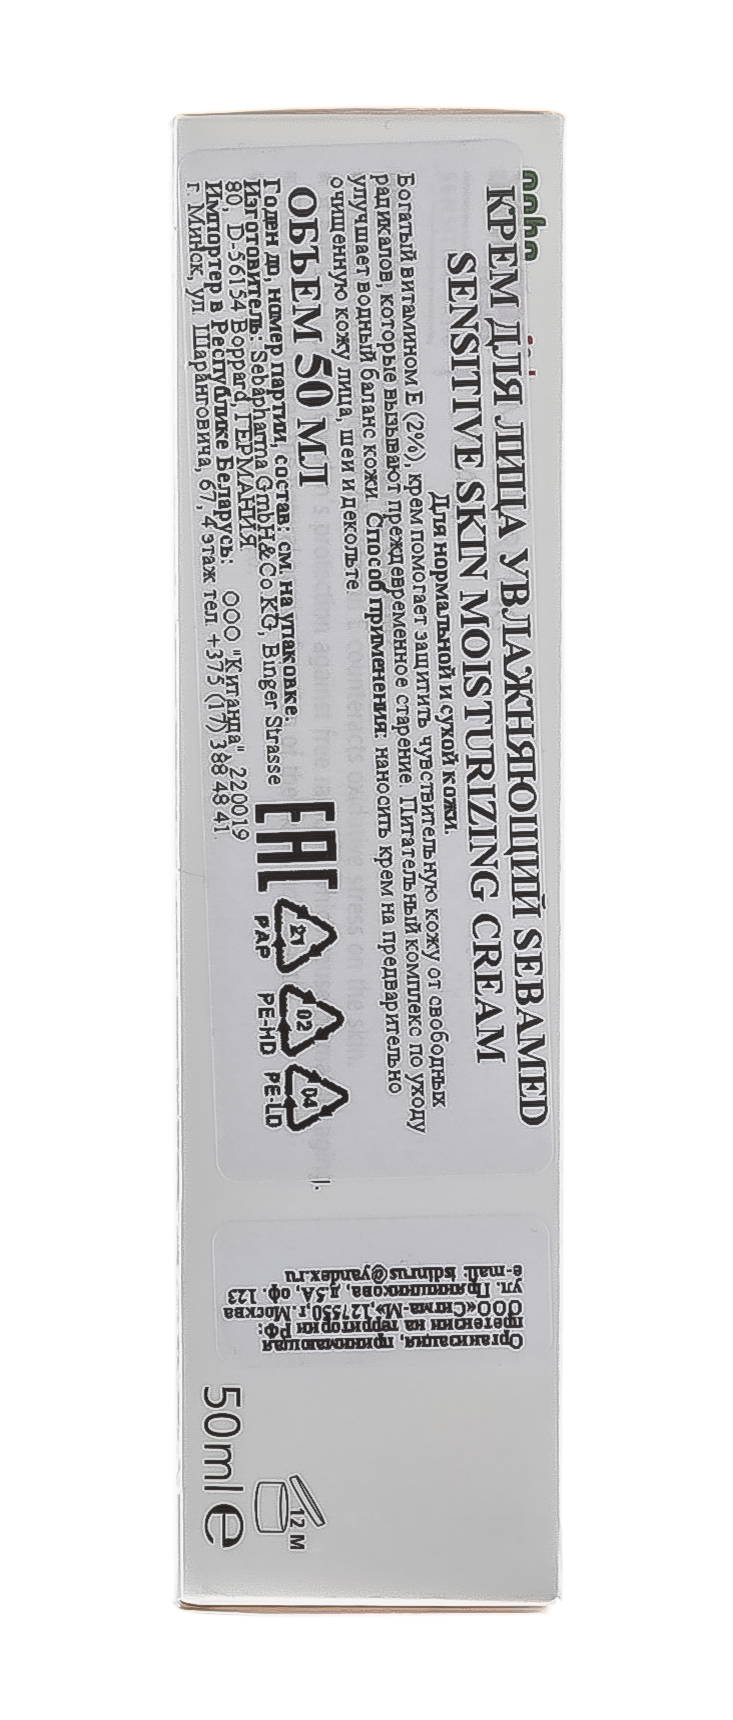 КРЕМ ДЛЯ ЛИЦА УВЛАЖНЯЮЩИЙ SEBAMED
SENSITIVE SKIN MOISTURIZING CREAM
Для нормальной и сухой кожи.
Богатый витамином Е (2%), крем помогает защитить чувствительную кожу от свободных
радикалов, которые вызывают преждевременное старение. Питательный комплекс по уходу
улучшает водный баланс кожи. Способ применения: наносить крем на предварительно
очищенную кожу лица, шеи и декольте
ОБЪЕМ 50 МЛ
Годен до, номер партии, состав: см. на упаковке.
Изготовитель: Sebapharma GmbH&Co.KG, Binger Strasse
80, D-56154 Boppard, ГЕРМАНИЯ
Импортер в Республике Беларусь: ООО "Китанда", 220019
г. Минск, ул. Шаранговича, 67, 4 этаж тел. +375 (17) 388 48 41
EAC
21
PAP
02
PE-HD
04
PE-LD
Организация, принимающая
претензии на территории РФ:
ООО «Сигма-М»,127550,г.Москва
ул. Прянишникова, д.5А, оф. 123
e-mail: isdinrus@yandex.ru
12 M
50ml e